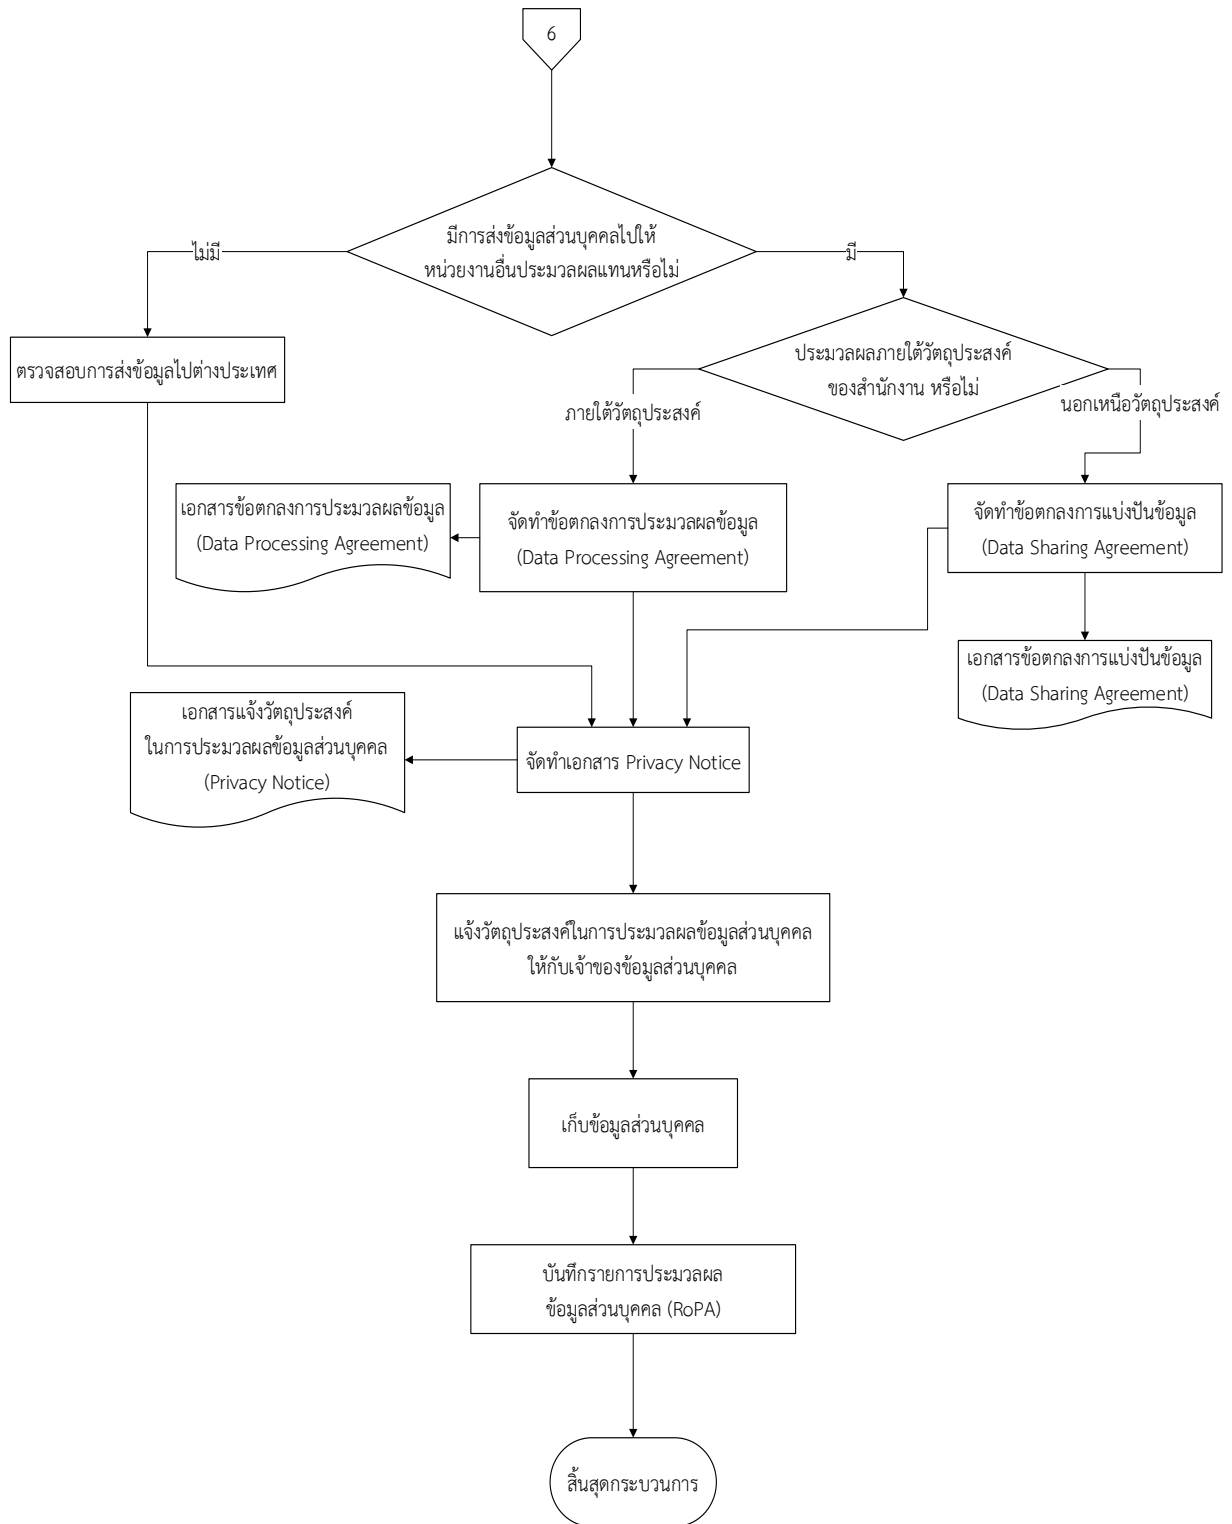 6
มีการส่งข้อมูลส่วนบุคคลไปให้
หน่วยงานอื่นประมวลผลแทนหรือไม่
ไม่มี
มี
ตรวจสอบการส่งข้อมูลไปต่างประเทศ
ประมวลผลภายใต้วัตถุประสงค์
ของสำนักงาน หรือไม่
ภายใต้วัตถุประสงค์
นอกเหนือวัตถุประสงค์
เอกสารข้อตกลงการประมวลผลข้อมูล
(Data Processing Agreement)
จัดทำข้อตกลงการประมวลผลข้อมูล
(Data Processing Agreement)
จัดทำข้อตกลงการแบ่งปันข้อมูล
(Data Sharing Agreement)
เอกสารข้อตกลงการแบ่งปันข้อมูล
(Data Sharing Agreement)
เอกสารแจ้งวัตถุประสงค์
ในการประมวลผลข้อมูลส่วนบุคคล
(Privacy Notice)
จัดทำเอกสาร Privacy Notice
แจ้งวัตถุประสงค์ในการประมวลผลข้อมูลส่วนบุคคล
ให้กับเจ้าของข้อมูลส่วนบุคคล
เก็บข้อมูลส่วนบุคคล
บันทึกรายการประมวลผล
ข้อมูลส่วนบุคคล (RoPA)
สิ้นสุดกระบวนการ